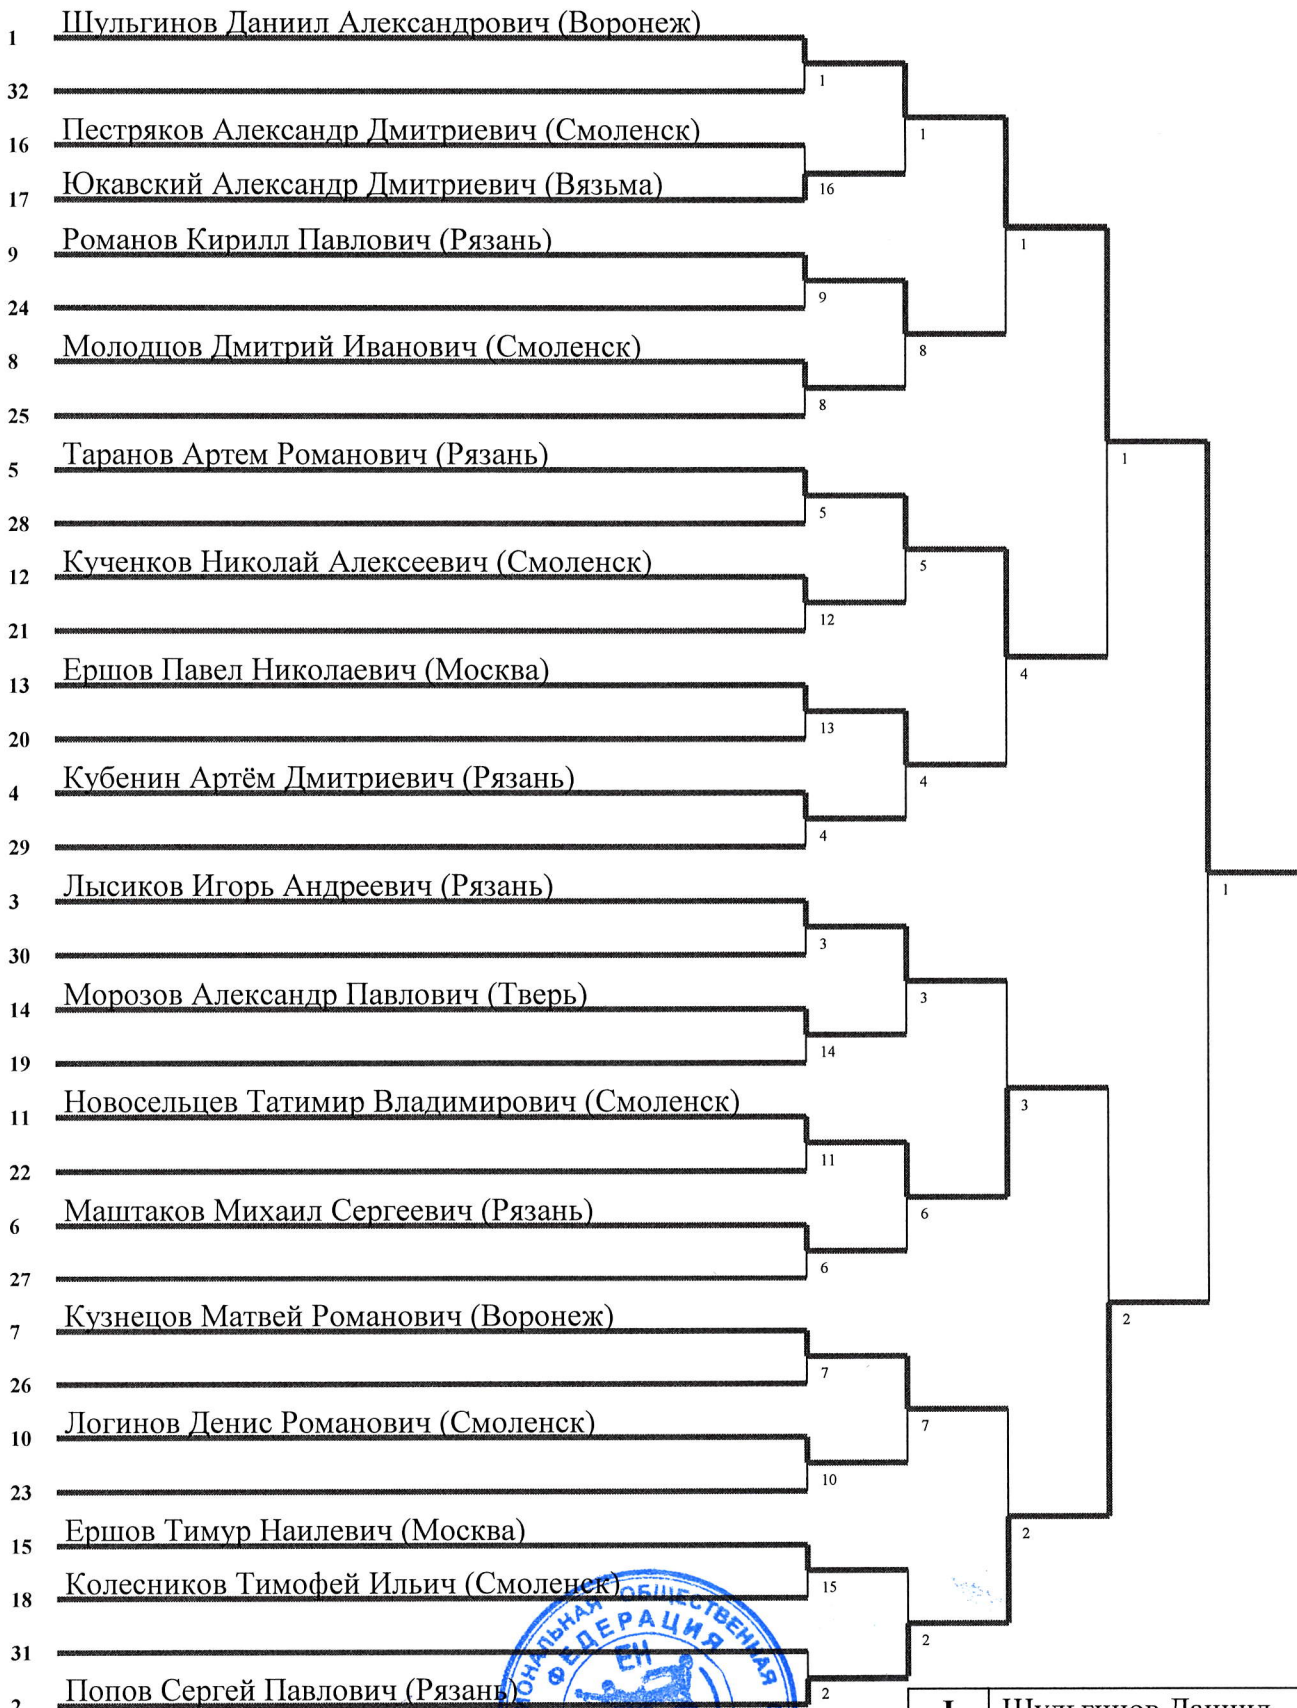 1 Шульгинов Даниил Александрович (Воронеж)
1
32
16 Пестряков Александр Дмитриевич (Смоленск)
1
17 Юкавский Александр Дмитриевич (Вязьма)
16
9 Романов Кирилл Павлович (Рязань)
1
9
24
8 Молодцов Дмитрий Иванович (Смоленск)
8
8
25
5 Таранов Артем Романович (Рязань)
1
5
28
12 Кученков Николай Алексеевич (Смоленск)
5
12
21
13 Ершов Павел Николаевич (Москва)
4
13
20
4 Кубенин Артём Дмитриевич (Рязань)
4
4
29
3 Лысиков Игорь Андреевич (Рязань)
1
3
30
14 Морозов Александр Павлович (Тверь)
3
14
19
11 Новосельцев Татимир Владимирович (Смоленск)
3
11
22
6 Маштаков Михаил Сергеевич (Рязань)
6
6
27
7 Кузнецов Матвей Романович (Воронеж)
2
7
26
10 Логинов Денис Романович (Смоленск)
7
10
23
15 Ершов Тимур Наилевич (Москва)
2
18 Колесников Тимофей Ильич (Смоленск)
15
ОБЩЕСТВЕННАЯ
ФЕДЕРАЦИЯ
31
2
2 Попов Сергей Павлович (Рязань)
2
I Шульгинов Даниил